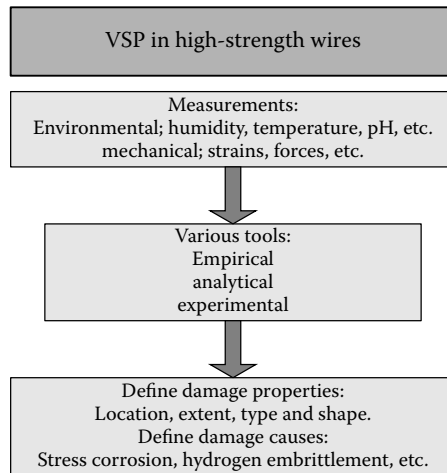 VSP in high-strength wires
Measurements:
Environmental; humidity, temperature, pH, etc.
mechanical; strains, forces, etc.
Various tools:
Empirical
analytical
experimental
Define damage properties:
Location, extent, type and shape.
Define damage causes:
Stress corrosion, hydrogen embrittlement, etc.